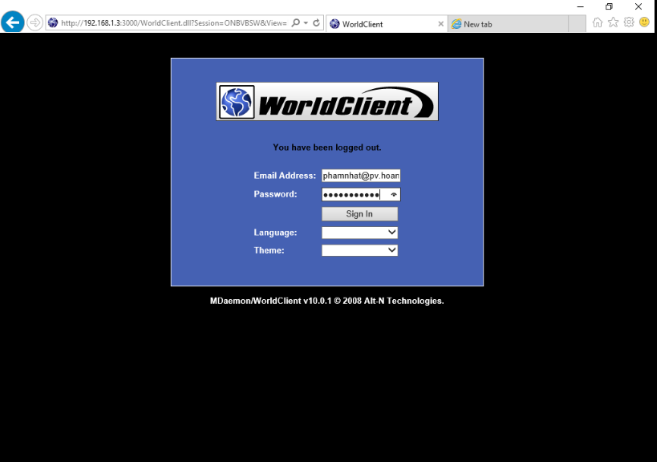 http://192.168.1.3:3000/WorldClient.dll?Session=ONBVBSW&View=
WorldClient
New tab
WorldClient
You have been logged out.
Email Address: phamnhat@pv.hoan
Password: •••••••••••
Sign In
Language:
Theme:
MDaemon/WorldClient v10.0.1 © 2008 Alt-N Technologies.